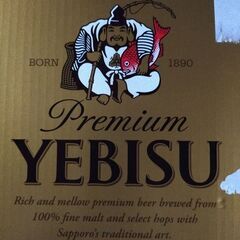 BORN 1890
Premium
YEBISU
Rich and mellow premium beer brewed from
100% fine malt and select hops with
Sapporo's traditional art.